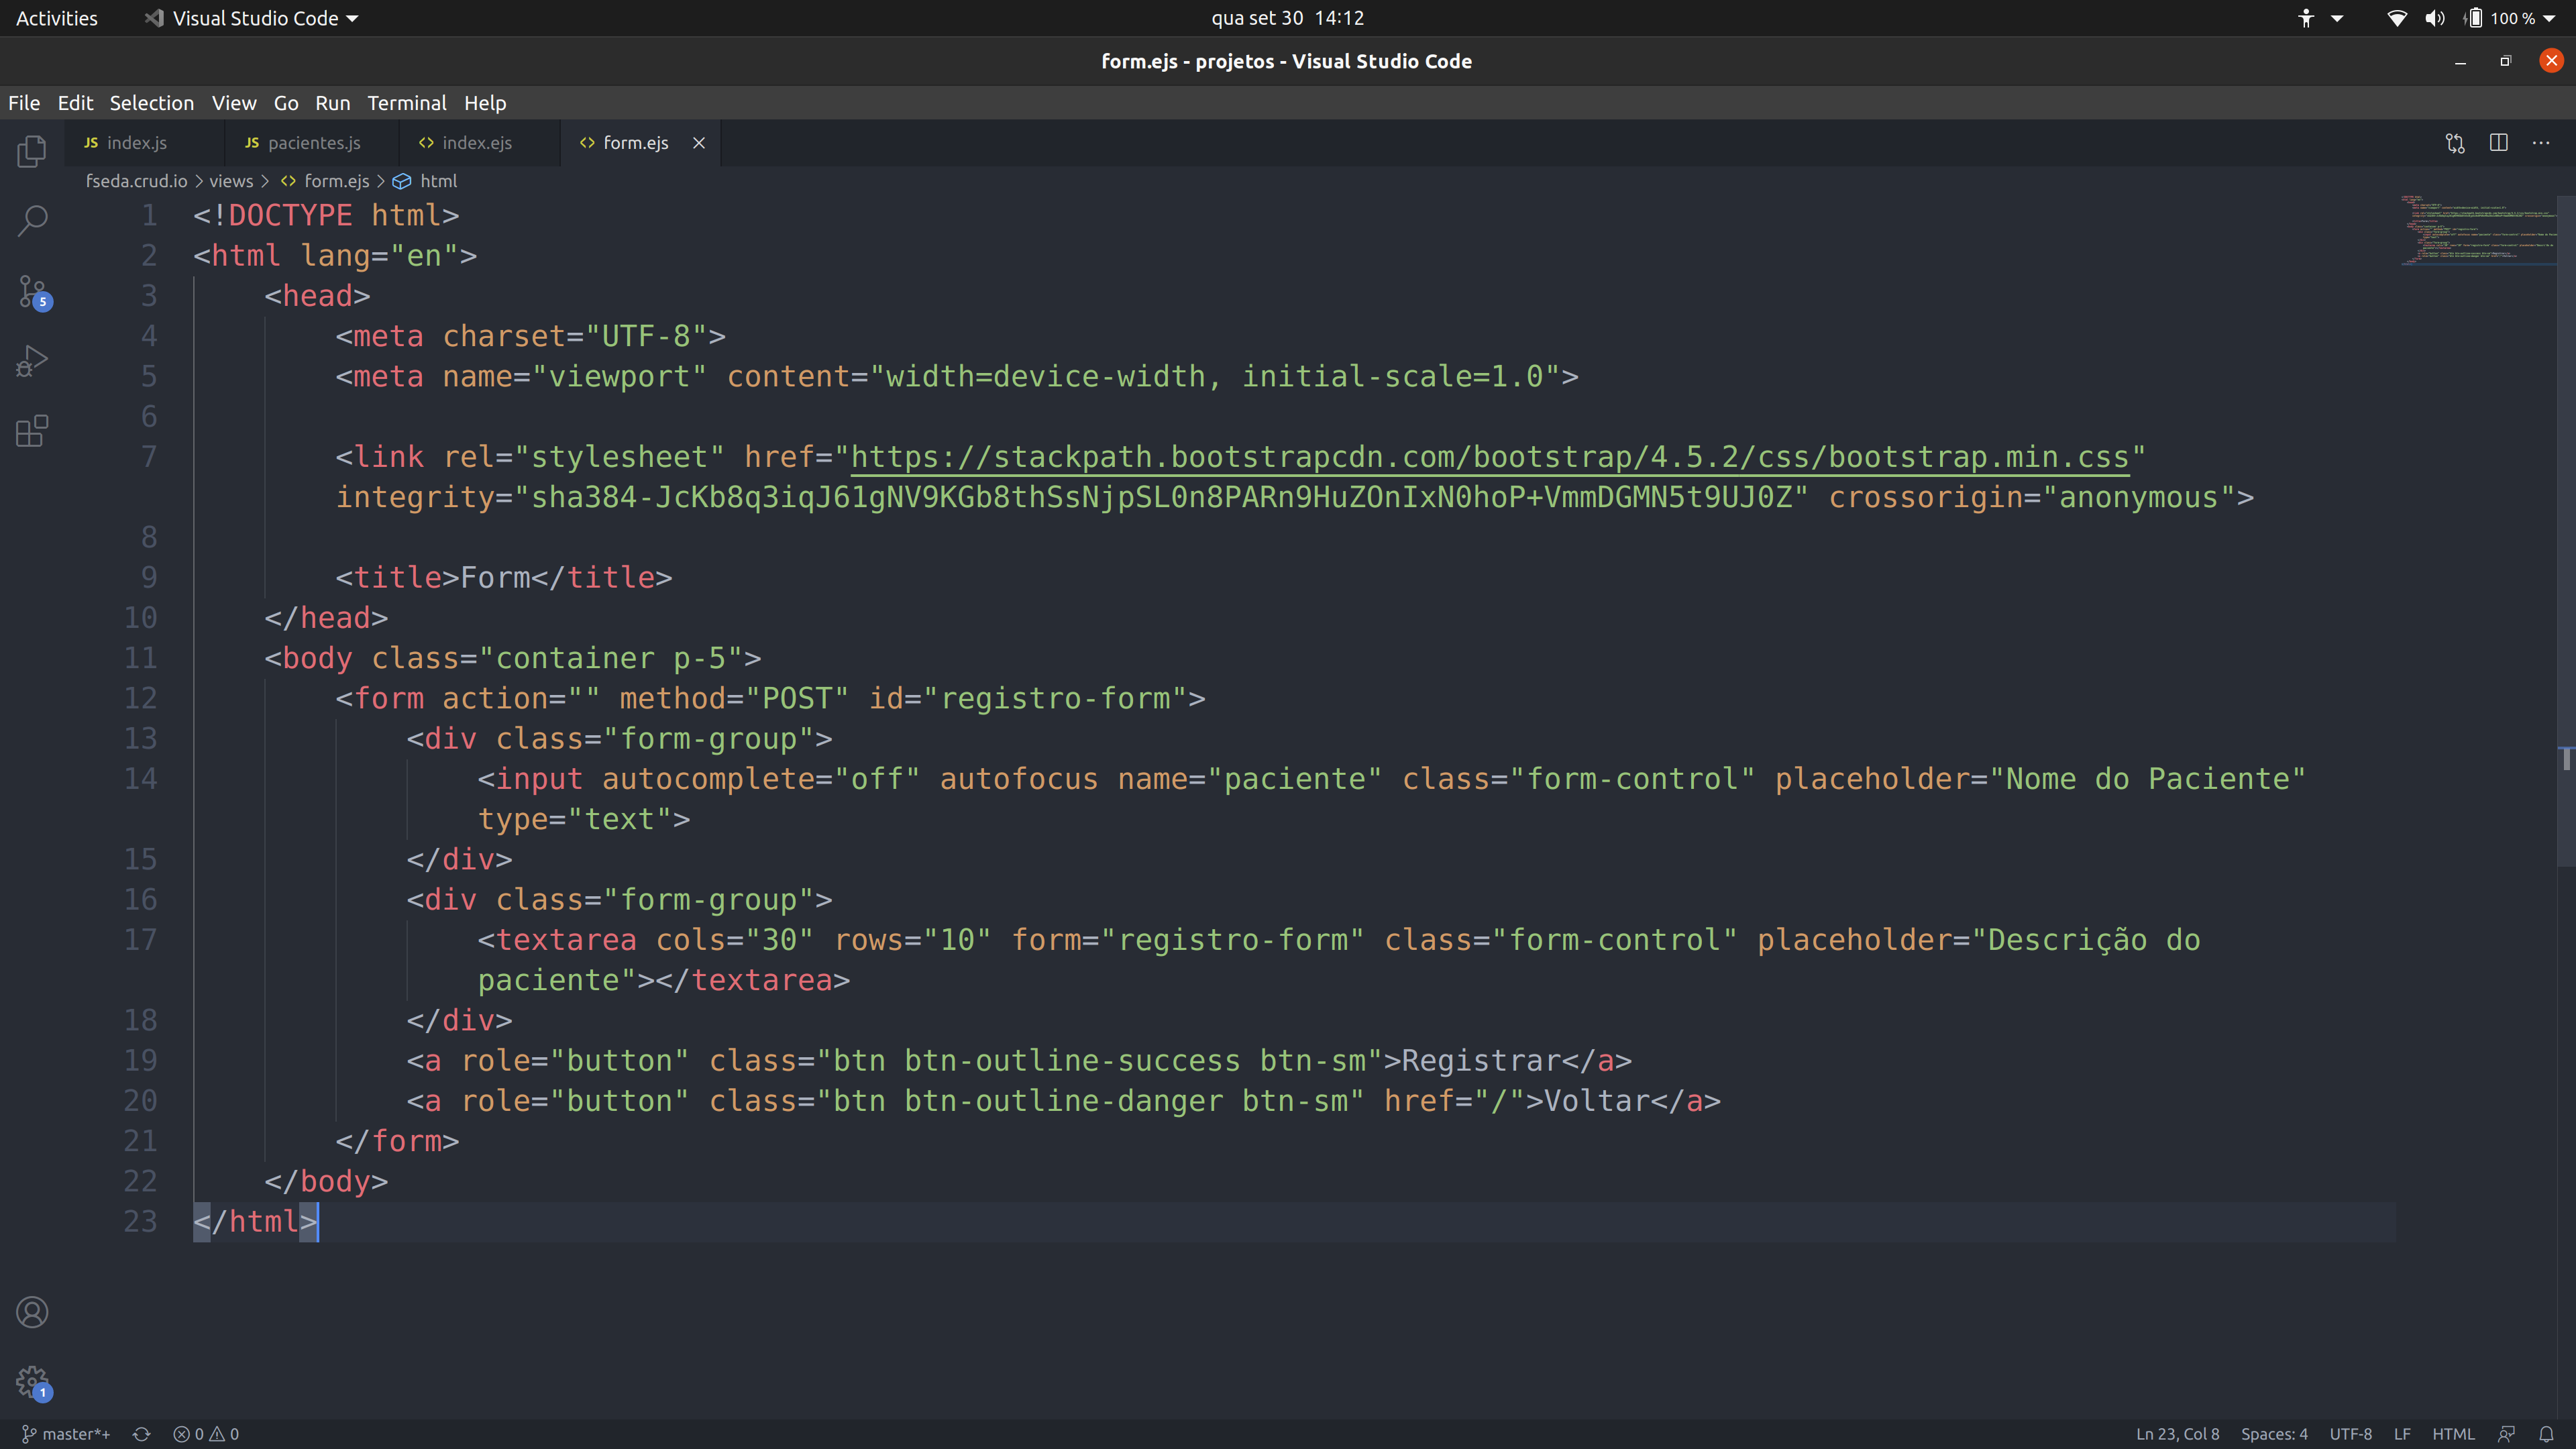 Activities Visual Studio Code qua set 30 14:12 100 %
form.ejs - projetos - Visual Studio Code
File Edit Selection View Go Run Terminal Help
JS index.js JS pacientes.js <> index.ejs <> form.ejs
fseda.crud.io > views > <> form.ejs > html
1 <!DOCTYPE html>
2 <html lang="en">
3 <head>
4 <meta charset="UTF-8">
5 <meta name="viewport" content="width=device-width, initial-scale=1.0">
6
7 <link rel="stylesheet" href="https://stackpath.bootstrapcdn.com/bootstrap/4.5.2/css/bootstrap.min.css"
integrity="sha384-JcKb8q3iqJ61gNV9KGb8thSsNjpSL0n8PARn9HuZOnIxN0hoP+VmmDGMN5t9UJ0Z" crossorigin="anonymous">
8
9 <title>Form</title>
10 </head>
11 <body class="container p-5">
12 <form action="" method="POST" id="registro-form">
13 <div class="form-group">
14 <input autocomplete="off" autofocus name="paciente" class="form-control" placeholder="Nome do Paciente"
type="text">
15 </div>
16 <div class="form-group">
17 <textarea cols="30" rows="10" form="registro-form" class="form-control" placeholder="Descrição do
paciente"></textarea>
18 </div>
19 <a role="button" class="btn btn-outline-success btn-sm">Registrar</a>
20 <a role="button" class="btn btn-outline-danger btn-sm" href="/">Voltar</a>
21 </form>
22 </body>
23 </html>
5
1
master*+ 0 0 Ln 23, Col 8 Spaces: 4 UTF-8 LF HTML